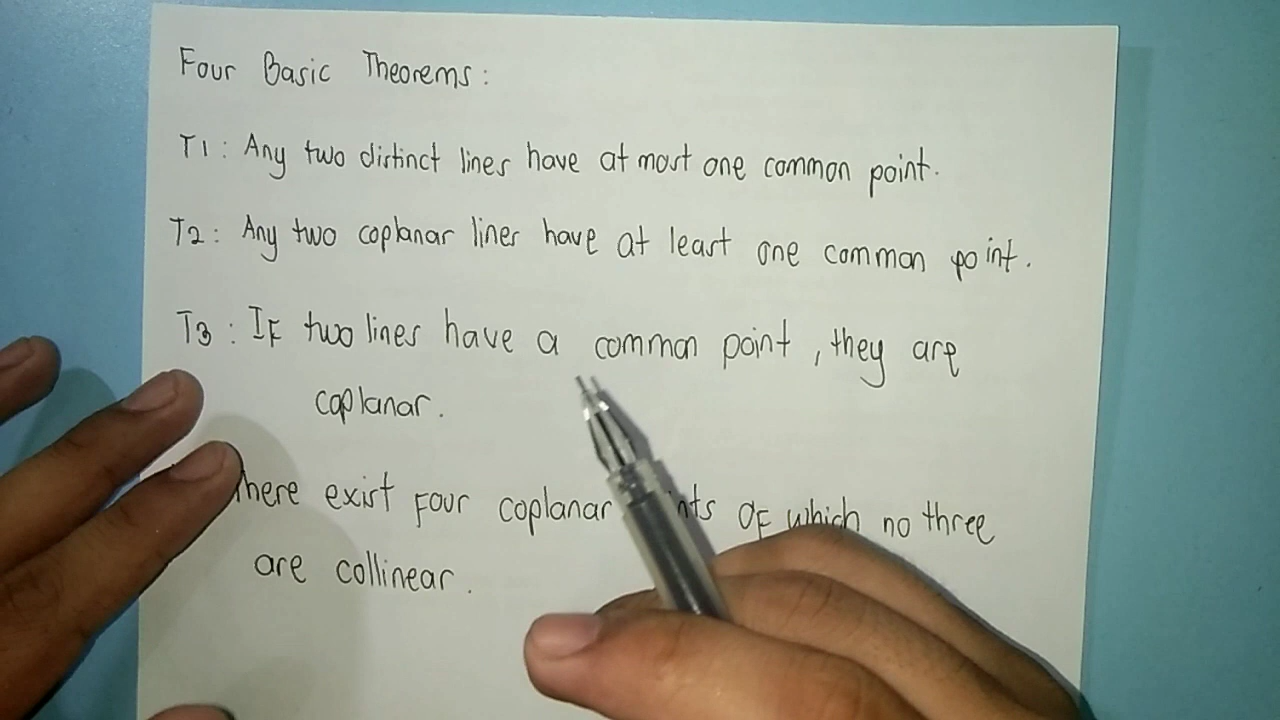 Four Basic Theorems:
T1: Any two distinct lines have at most one common point.
T2: Any two coplanar lines have at least one common point.
T3: If two lines have a common point, they are
coplanar.
here exist four coplanar nts of which no three
are collinear.